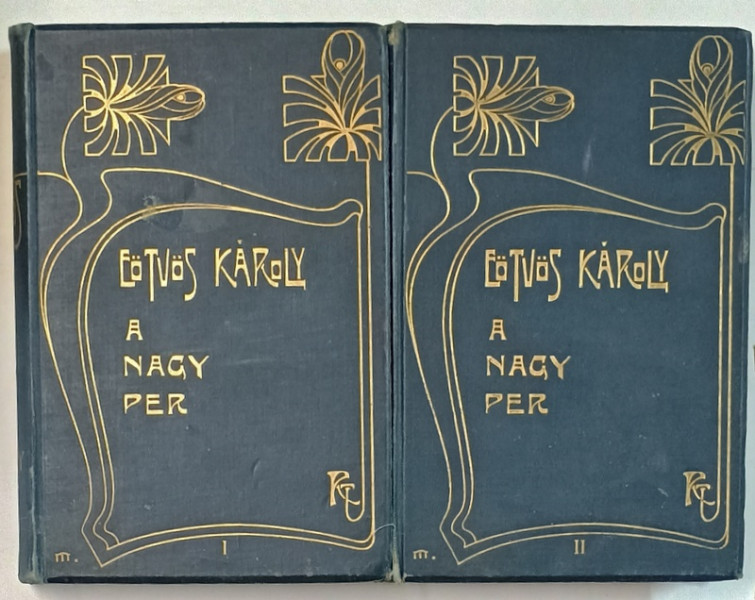 EÖTVÖS KÁROLY
A
NAGY
PER
I
EÖTVÖS KÁROLY
A
NAGY
PER
II